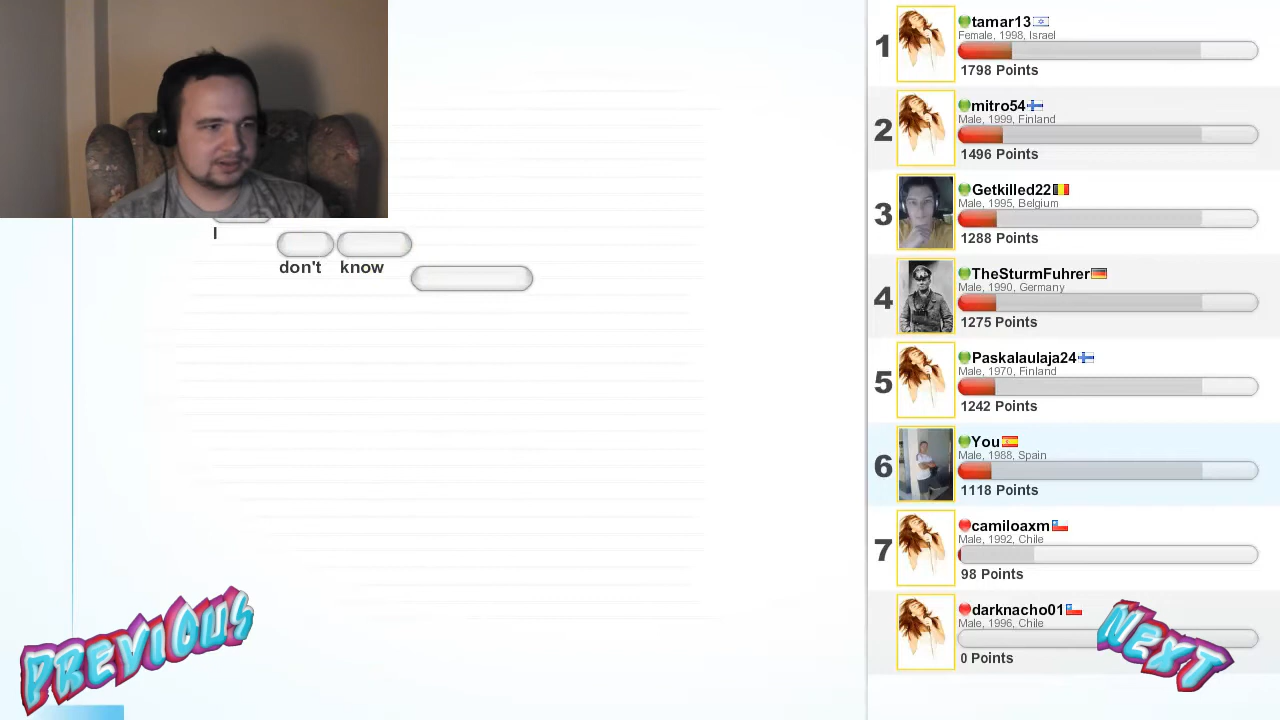 I
don't know
PREVIOUS
1
tamar13
Female, 1998, Israel
1798 Points
2
mitro54
Male, 1999, Finland
1496 Points
3
Getkilled22
Male, 1995, Belgium
1288 Points
4
TheSturmFuhrer
Male, 1990, Germany
1275 Points
5
Paskalaulaja24
Male, 1970, Finland
1242 Points
6
You
Male, 1988, Spain
1118 Points
7
camiloaxm
Male, 1992, Chile
98 Points
darknacho01
Male, 1996, Chile
0 Points
NEXT